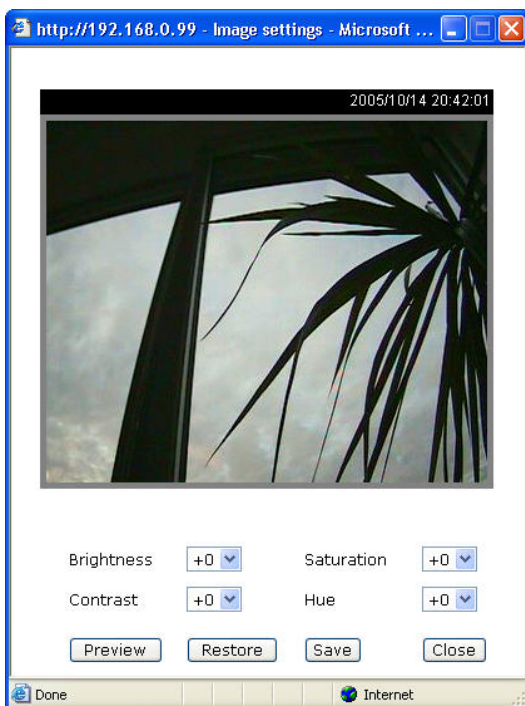 http://192.168.0.99 - Image settings - Microsoft ...
2005/10/14 20:42:01
Brightness +0 Saturation +0
Contrast +0 Hue +0
Preview Restore Save Close
Done Internet